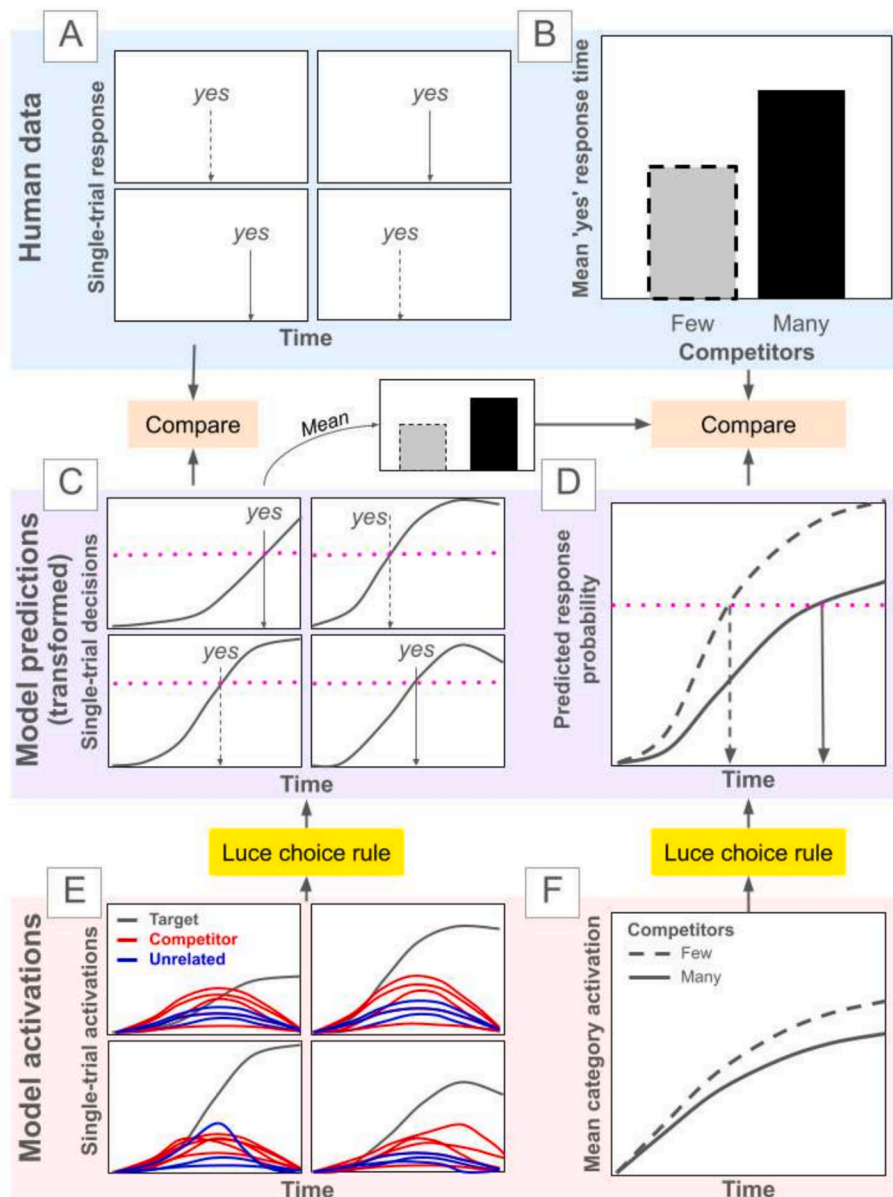 A
B
Human data
Single-trial response
yes
yes
yes
yes
Time
Mean 'yes' response time
Few
Many
Competitors
Compare
Mean
Compare
C
D
Model predictions
(transformed)
Single-trial decisions
yes
yes
yes
yes
Time
Predicted response
probability
Time
Luce choice rule
Luce choice rule
E
F
Model activations
Single-trial activations
Target
Competitor
Unrelated
Time
Mean category activation
Competitors
Few
Many
Time